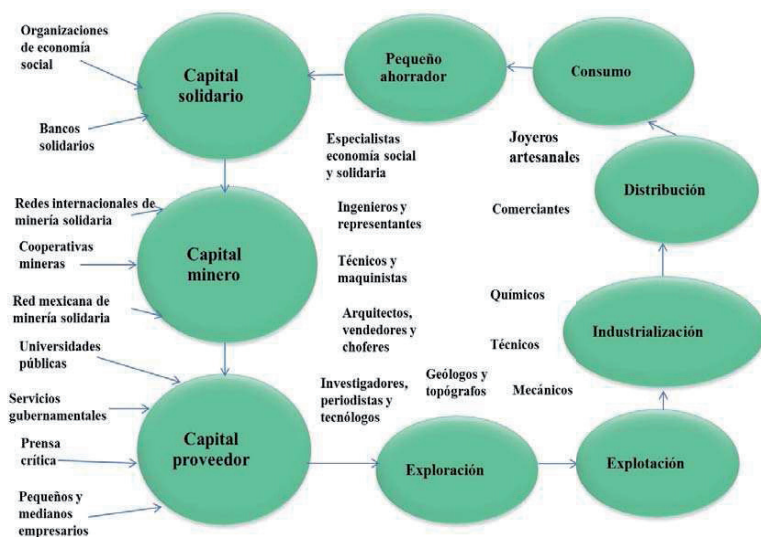 Organizaciones
de economía
social
Capital
solidario
Pequeño
ahorrador
Consumo
Bancos
solidarios
Especialistas
economía social
y solidaria
Joyeros
artesanales
Distribución
Redes internacionales de
minería solidaria
Ingenieros y
representantes
Comerciantes
Cooperativas
mineras
Capital
minero
Técnicos y
maquinistas
Red mexicana de
minería solidaria
Químicos
Arquitectos,
vendedores y
choferes
Industrialización
Técnicos
Universidades
públicas
Geólogos y
topógrafos
Investigadores,
periodistas y
tecnólogos
Mecánicos
Servicios
gubernamentales
Capital
proveedor
Prensa
crítica
Exploración
Explotación
Pequeños y
medianos
empresarios